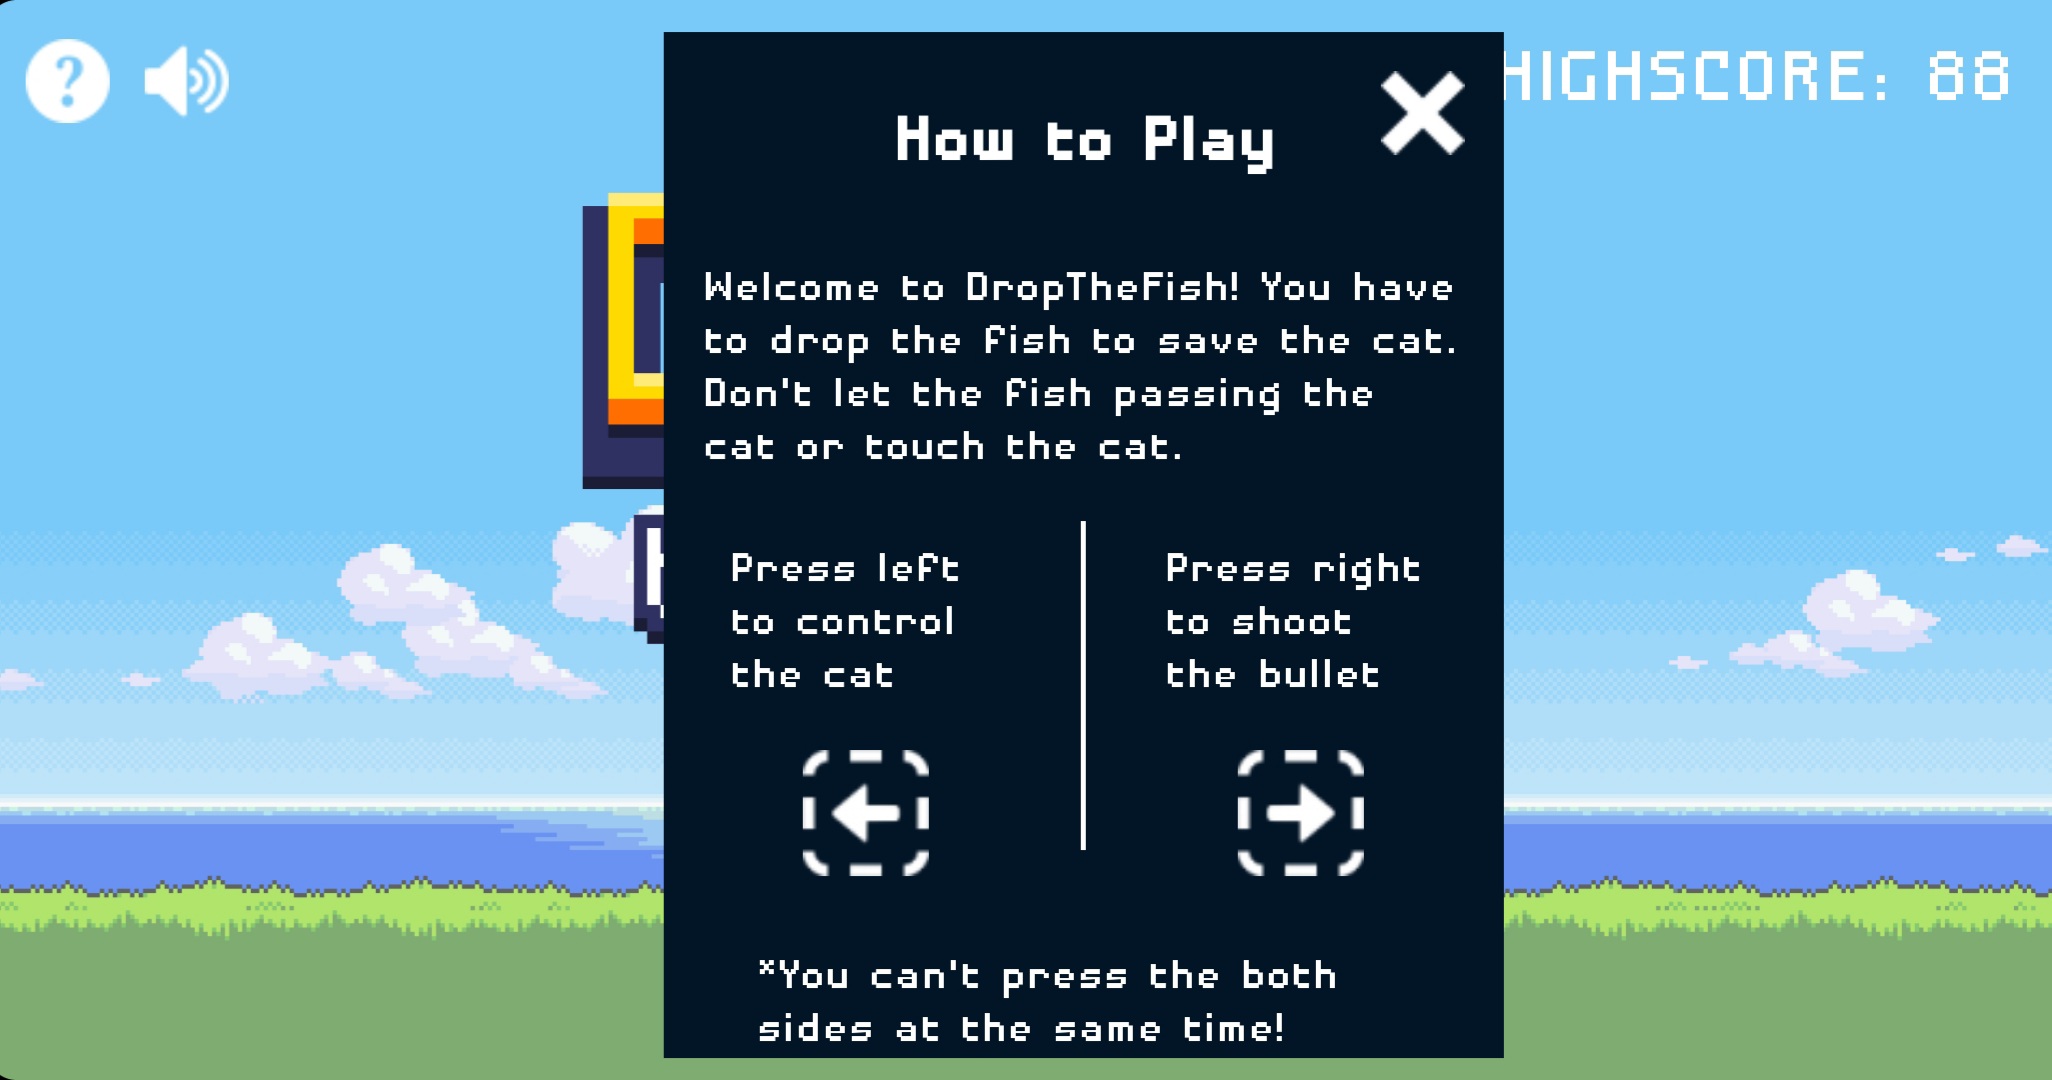 HIGHSCORE: 88
How to Play
Welcome to DropTheFish! You have
to drop the fish to save the cat.
Don't let the fish passing the
cat or touch the cat.
Press left
to control
the cat
Press right
to shoot
the bullet
*You can't press the both
sides at the same time!